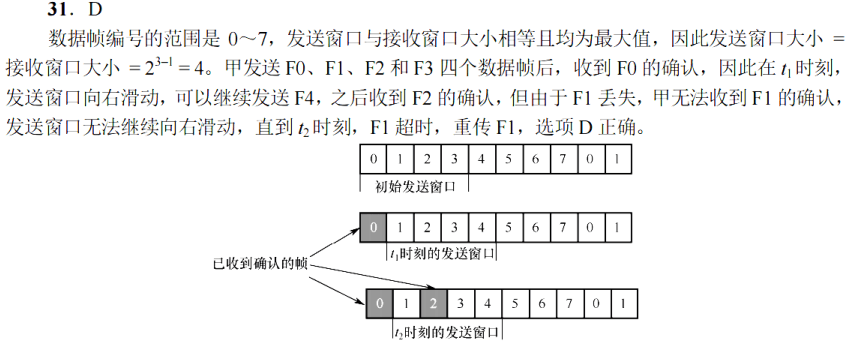 31．D
数据帧编号的范围是 0～7，发送窗口与接收窗口大小相等且均为最大值，因此发送窗口大小 =
接收窗口大小 = 2³⁻¹ = 4。甲发送 F0、F1、F2 和 F3 四个数据帧后，收到 F0 的确认，因此在 t₁ 时刻，
发送窗口向右滑动，可以继续发送 F4，之后收到 F2 的确认，但由于 F1 丢失，甲无法收到 F1 的确认，
发送窗口无法继续向右滑动，直到 t₂ 时刻，F1 超时，重传 F1，选项 D 正确。
0 1 2 3 4 5 6 7 0 1
初始发送窗口
0 1 2 3 4 5 6 7 0 1
t₁时刻的发送窗口
已收到确认的帧
0 1 2 3 4 5 6 7 0 1
t₂时刻的发送窗口